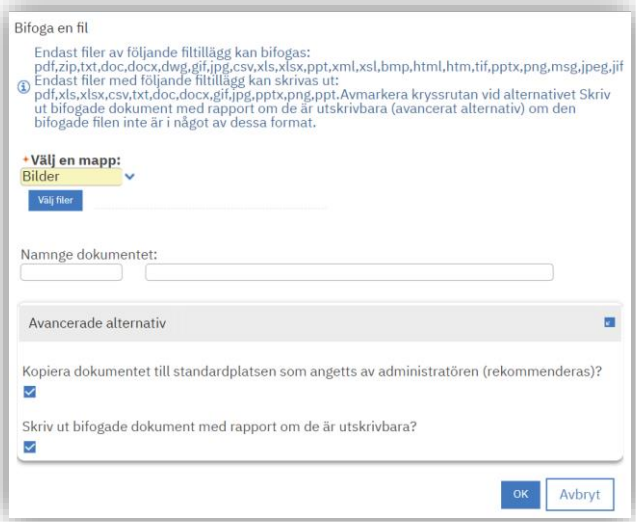 Bifoga en fil
Endast filer av följande filtillägg kan bifogas:
pdf,zip,txt,doc,docx,dwg,gif,jpg,csv,xls,xlsx,ppt,xml,xsl,bmp,html,htm,tif,pptx,png,msg,jpeg,jif
Endast filer med följande filtillägg kan skrivas ut:
pdf,xls,xlsx,csv,txt,doc,docx,gif,jpg,pptx,png,ppt.Avmarkera kryssrutan vid alternativet Skriv
ut bifogade dokument med rapport om de är utskrivbara (avancerat alternativ) om den
bifogade filen inte är i något av dessa format.
*Välj en mapp:
Bilder
Välj filer
Namnge dokumentet:
Avancerade alternativ
Kopiera dokumentet till standardplatsen som angetts av administratören (rekommenderas)?
Skriv ut bifogade dokument med rapport om de är utskrivbara?
OK Avbryt